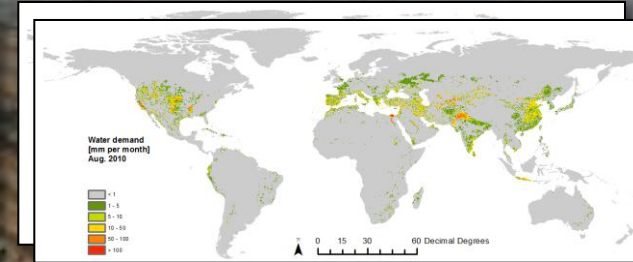 Water demand
[mm per month]
Aug. 2010
< 1
1 - 5
5 - 10
10 - 50
50 - 100
> 100
0 15 30 60 Decimal Degrees